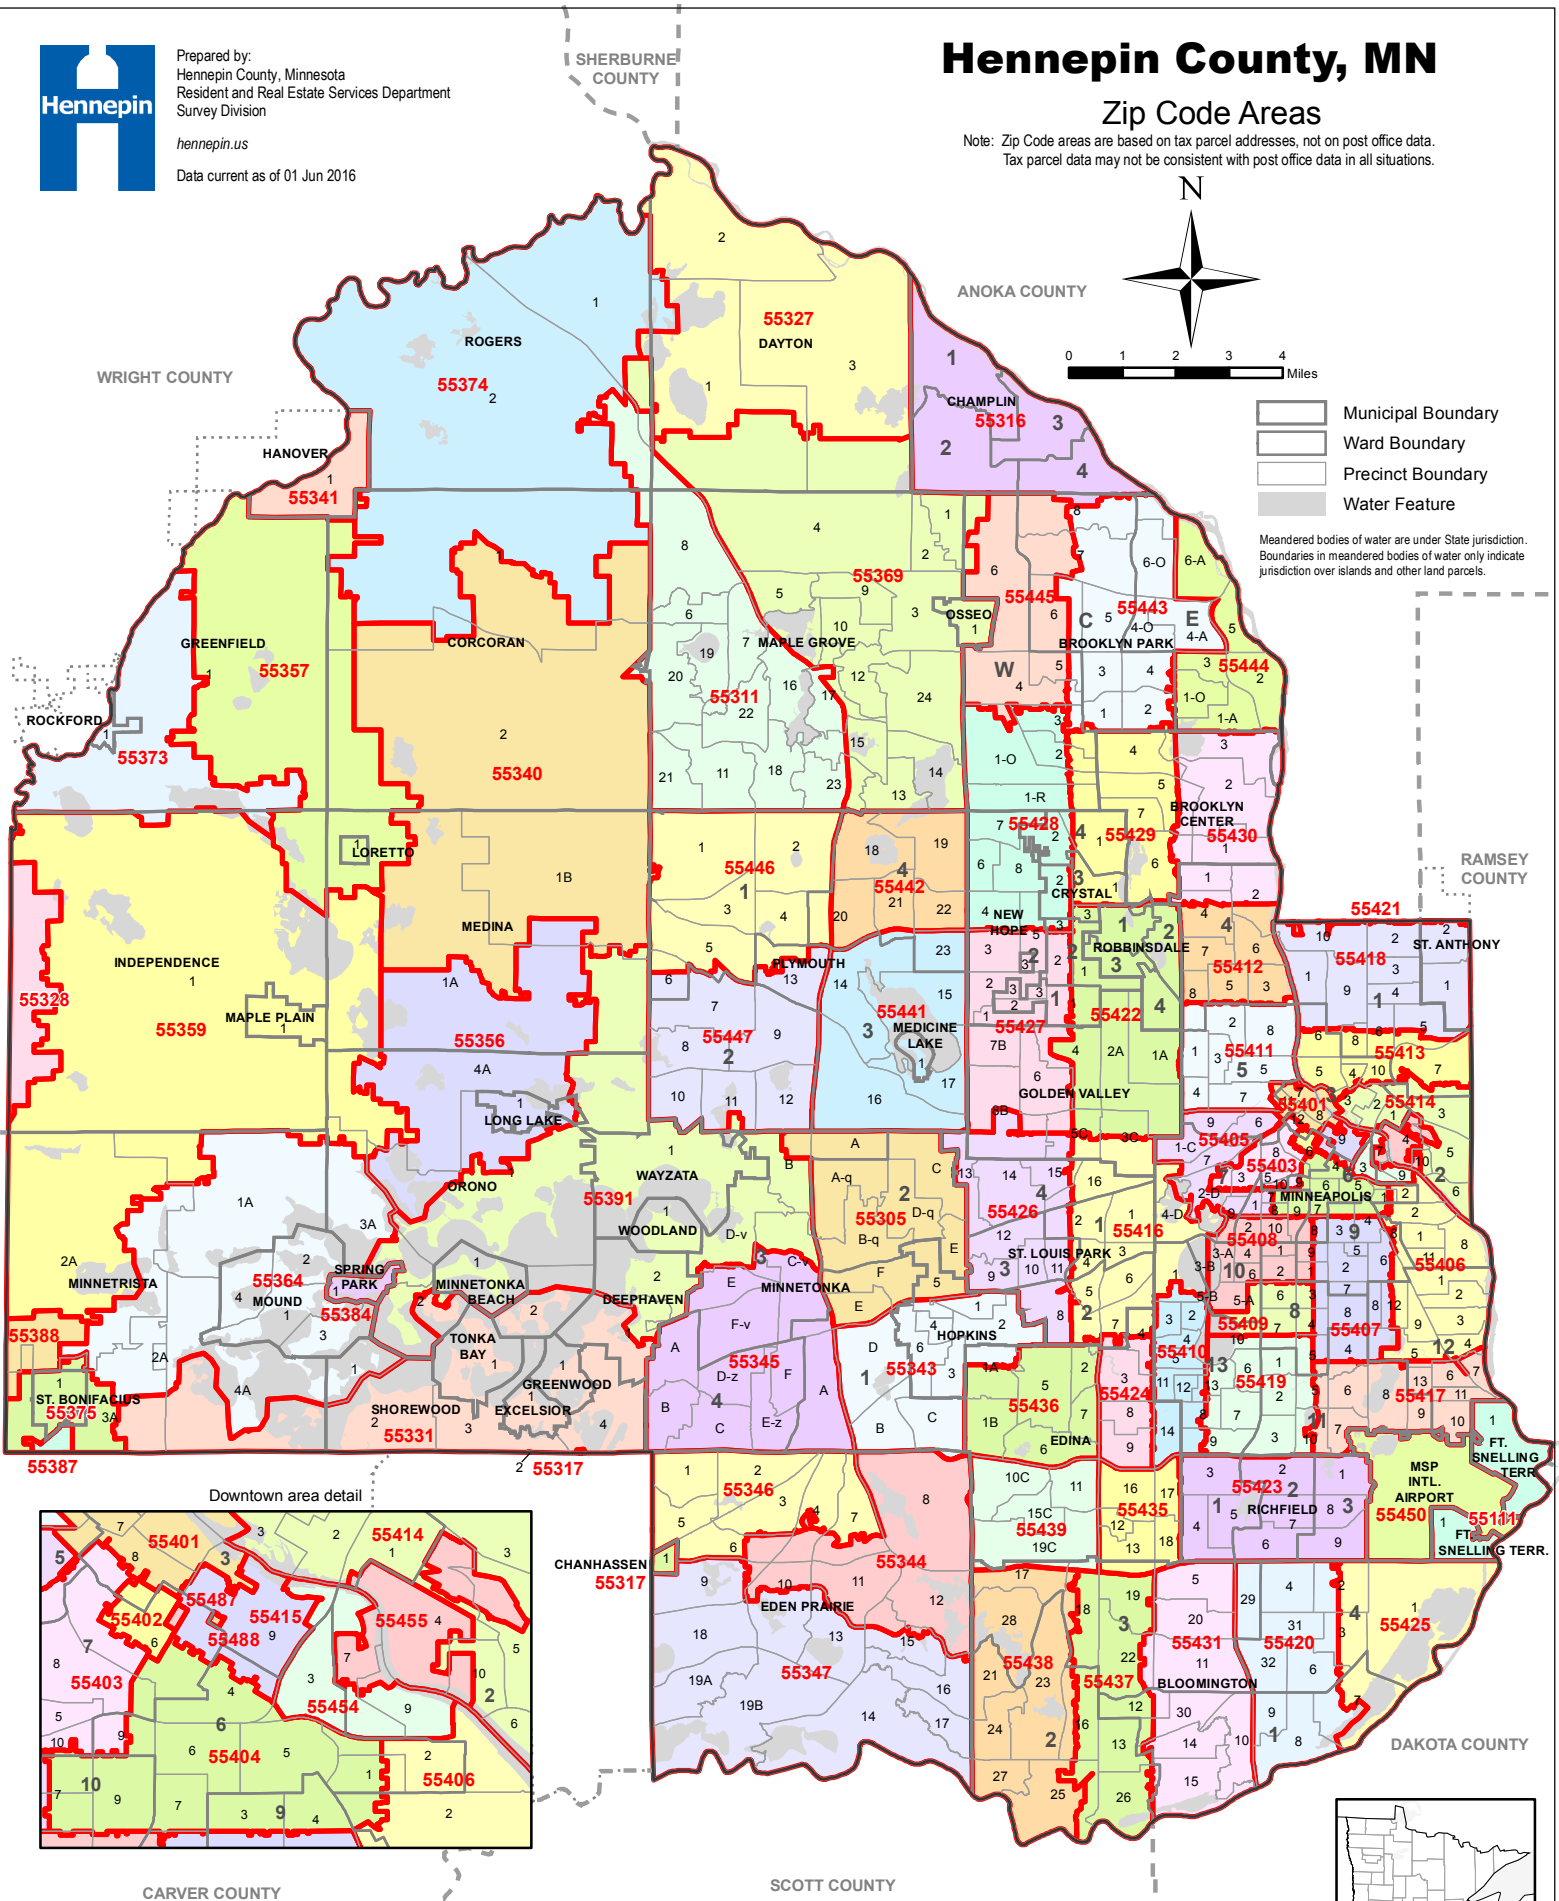 Hennepin
Prepared by:
Hennepin County, Minnesota
Resident and Real Estate Services Department
Survey Division
hennepin.us
Data current as of 01 Jun 2016
Hennepin County, MN
Zip Code Areas
Note: Zip Code areas are based on tax parcel addresses, not on post office data.
Tax parcel data may not be consistent with post office data in all situations.
N
0 1 2 3 4
Miles
Municipal Boundary
Ward Boundary
Precinct Boundary
Water Feature
Meandered bodies of water are under State jurisdiction.
Boundaries in meandered bodies of water only indicate
jurisdiction over islands and other land parcels.
SHERBURNE
COUNTY
ANOKA COUNTY
WRIGHT COUNTY
RAMSEY
COUNTY
DAKOTA COUNTY
SCOTT COUNTY
CARVER COUNTY
ROGERS
55374
55327
DAYTON
CHAMPLIN
55316
HANOVER
55341
GREENFIELD
55357
CORCORAN
55369
OSSEO
55445
55443
BROOKLYN PARK
55444
MAPLE GROVE
55311
ROCKFORD
55373
55340
LORETTO
55446
55442
55428
55429
BROOKLYN
CENTER
55430
CRYSTAL
MEDINA
INDEPENDENCE
55328
55359
MAPLE PLAIN
55356
PLYMOUTH
55447
55441
MEDICINE
LAKE
NEW
HOPE
ROBBINSDALE
55412
55421
55418
ST. ANTHONY
55427
55422
55411
55413
GOLDEN VALLEY
55401
55414
55405
55403
MINNEAPOLIS
LONG LAKE
ORONO
WAYZATA
55391
WOODLAND
55305
55426
55416
ST. LOUIS PARK
55408
55406
MINNETRISTA
55364
MOUND
SPRING
PARK
55384
MINNETONKA
BEACH
DEEPHAVEN
MINNETONKA
55388
TONKA
BAY
GREENWOOD
EXCELSIOR
SHOREWOOD
55331
ST. BONIFACIUS
55375
55387
55317
HOPKINS
55345
55343
55409
55410
55407
55424
55419
55417
55436
EDINA
55346
55344
55439
55435
55423
RICHFIELD
MSP
INTL.
AIRPORT
55450
FT.
SNELLING
TERR.
55111
FT.
SNELLING TERR.
CHANHASSEN
55317
EDEN PRAIRIE
55347
55438
55437
55431
55420
55425
BLOOMINGTON
Downtown area detail
55401
55414
55402
55487
55415
55488
55455
55403
55454
55404
55406